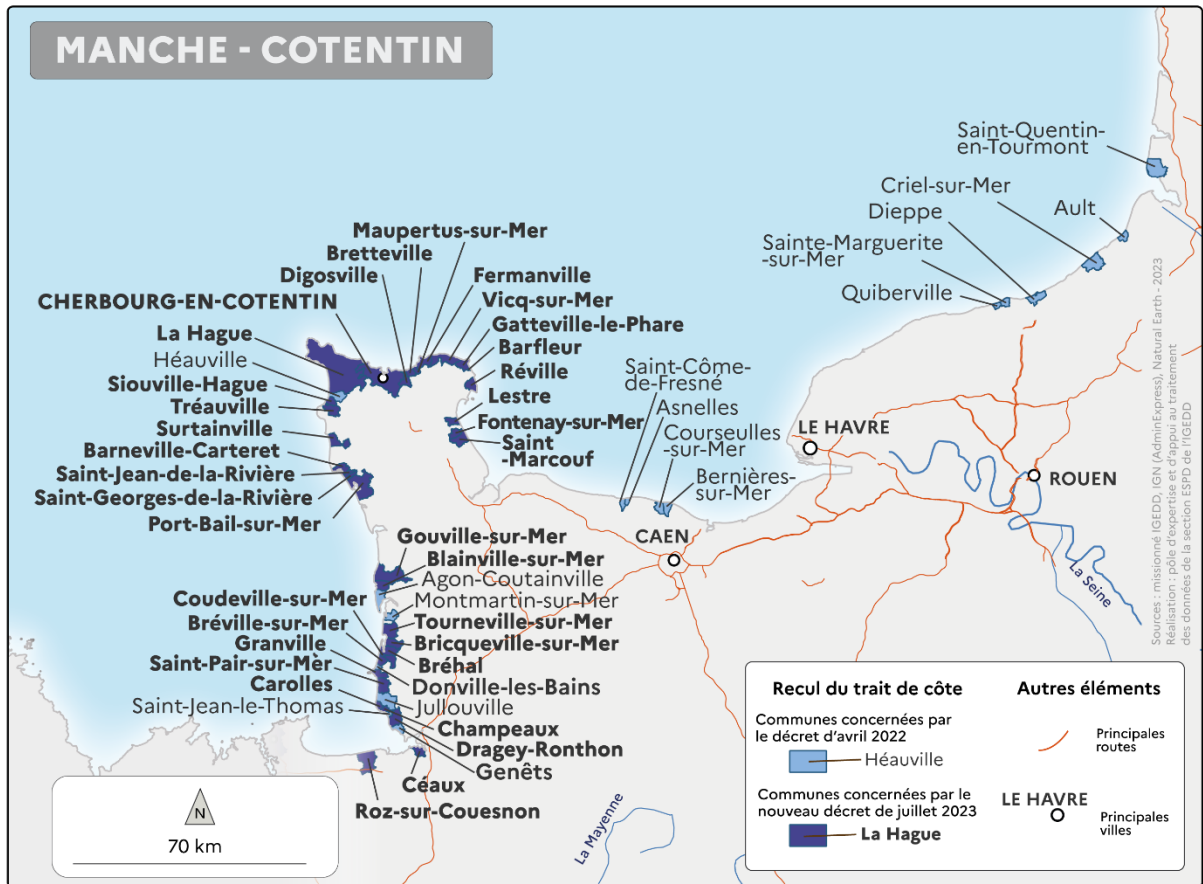 MANCHE - COTENTIN
Saint-Quentin-
en-Tourmont
Criel-sur-Mer
Dieppe
Ault
Sainte-Marguerite
-sur-Mer
Quiberville
Maupertus-sur-Mer
Bretteville
Digosville
Fermanville
CHERBOURG-EN-COTENTIN
Vicq-sur-Mer
Gatteville-le-Phare
La Hague
Barfleur
Héauville
Réville
Siouville-Hague
Lestre
Tréauville
Fontenay-sur-Mer
Surtainville
Saint
-Marcouf
Barneville-Carteret
Saint-Jean-de-la-Rivière
Saint-Georges-de-la-Rivière
Port-Bail-sur-Mer
Saint-Côme-
de-Fresné
Asnelles
Courseulles
-sur-Mer
Bernières-
sur-Mer
LE HAVRE
ROUEN
CAEN
La Seine
Gouville-sur-Mer
Blainville-sur-Mer
Agon-Coutainville
Coudeville-sur-Mer
Montmartin-sur-Mer
Bréville-sur-Mer
Tourneville-sur-Mer
Granville
Bricqueville-sur-Mer
Saint-Pair-sur-Mèr
Bréhal
Carolles
Donville-les-Bains
Saint-Jean-le-Thomas
Jullouville
Champeaux
Dragey-Ronthon
Genêts
Céaux
Roz-sur-Couesnon
La Mayenne
N
70 km
Recul du trait de côte
Communes concernées par
le décret d'avril 2022
Héauville
Communes concernées par le
nouveau décret de juillet 2023
La Hague
Autres éléments
Principales
routes
LE HAVRE
Principales
villes
Sources : missionné IGEDD, IGN (AdminExpress), Natural Earth - 2023
Réalisation : pôle d'expertise et d'appui au traitement
des données de la section ESPD de l'IGEDD